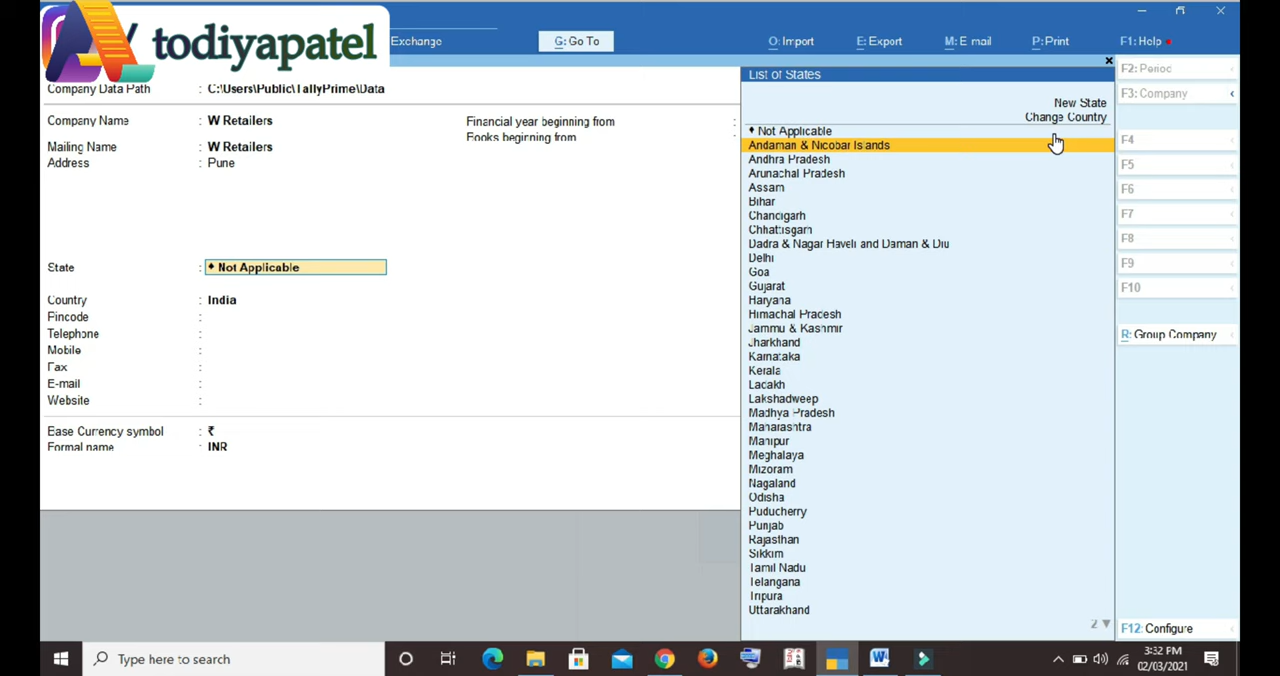 todiyapatel
Exchange
G: Go To
O: Import
E: Export
M: E mail
P: Print
F1: Help
Company Data Path : C:\Users\Public\TallyPrime\Data
Company Name : W Retailers
Financial year beginning from :
Books beginning from :
Mailing Name : W Retailers
Address : Pune
State : ♦ Not Applicable
Country : India
Pincode :
Telephone :
Mobile :
Fax :
E-mail :
Website :
Base Currency symbol : ₹
Formal name : INR
List of States
New State
Change Country
♦ Not Applicable
Andaman & Nicobar Islands
Andhra Pradesh
Arunachal Pradesh
Assam
Bihar
Chandigarh
Chhattisgarh
Dadra & Nagar Haveli and Daman & Diu
Delhi
Goa
Gujarat
Haryana
Himachal Pradesh
Jammu & Kashmir
Jharkhand
Karnataka
Kerala
Ladakh
Lakshadweep
Madhya Pradesh
Maharashtra
Manipur
Meghalaya
Mizoram
Nagaland
Odisha
Puducherry
Punjab
Rajasthan
Sikkim
Tamil Nadu
Telangana
Tripura
Uttarakhand
2 ▼
F2: Period
F3: Company
F4
F5
F6
F7
F8
F9
F10
R: Group Company
F12: Configure
Type here to search
3:32 PM
02/03/2021